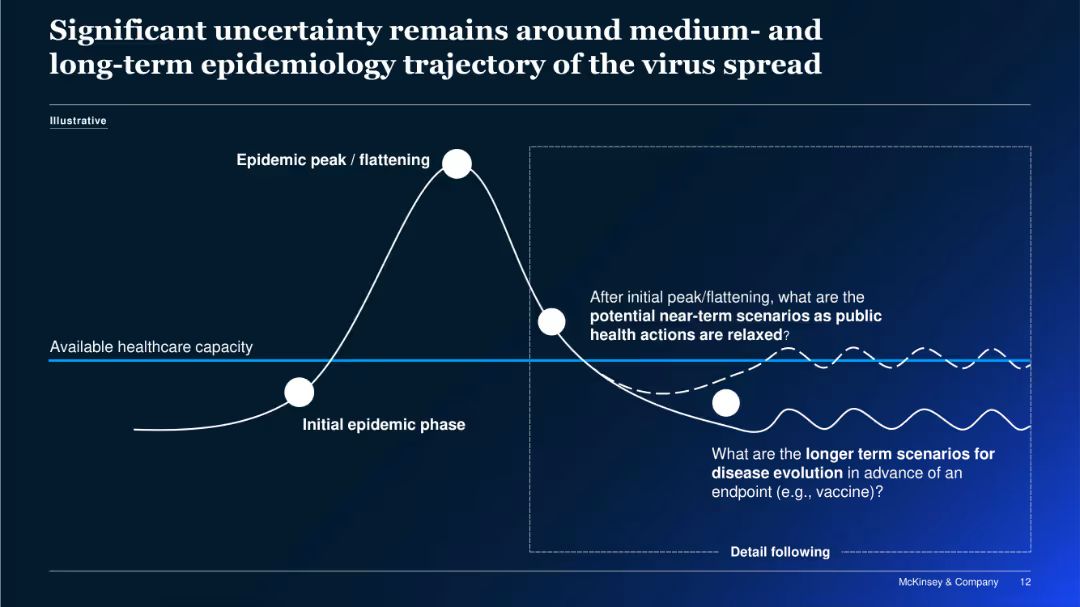 Significant uncertainty remains around medium- and
long-term epidemiology trajectory of the virus spread
Illustrative
Epidemic peak / flattening
After initial peak/flattening, what are the
potential near-term scenarios as public
health actions are relaxed?
Available healthcare capacity
Initial epidemic phase
What are the longer term scenarios for
disease evolution in advance of an
endpoint (e.g., vaccine)?
Detail following
McKinsey & Company 12